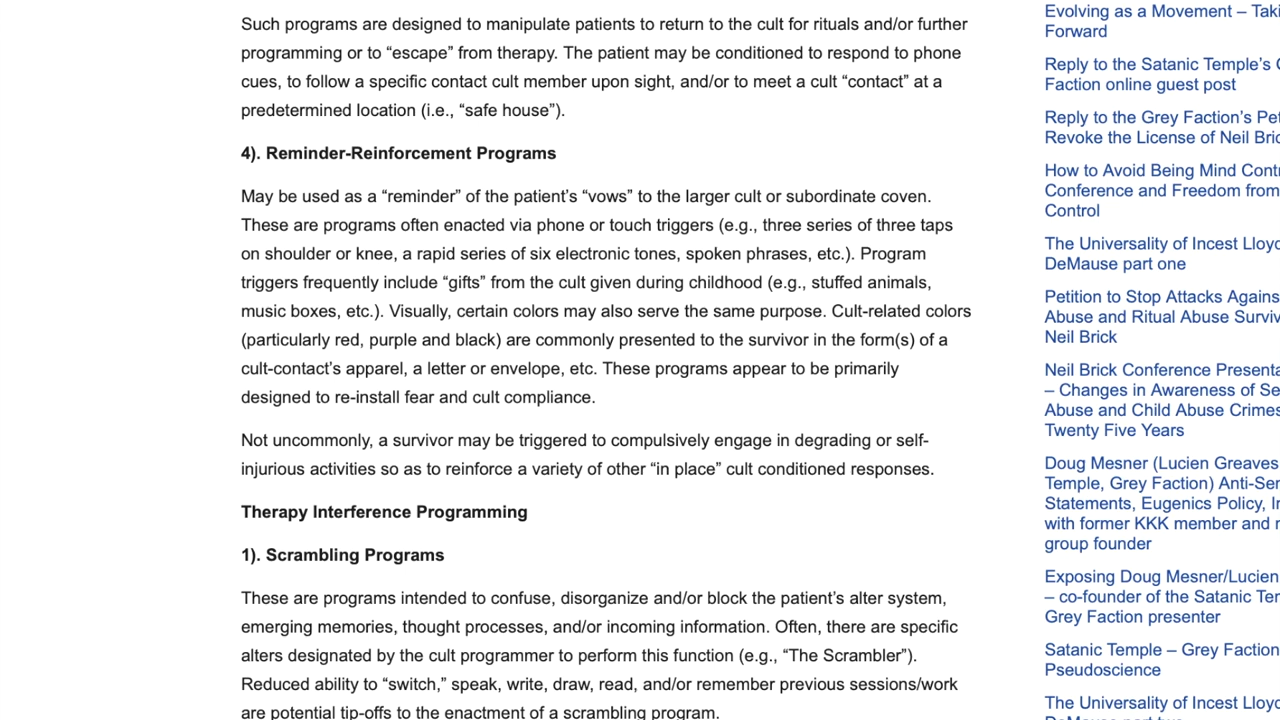 Such programs are designed to manipulate patients to return to the cult for rituals and/or further
programming or to “escape” from therapy. The patient may be conditioned to respond to phone
cues, to follow a specific contact cult member upon sight, and/or to meet a cult “contact” at a
predetermined location (i.e., “safe house”).
4). Reminder-Reinforcement Programs
May be used as a “reminder” of the patient’s “vows” to the larger cult or subordinate coven.
These are programs often enacted via phone or touch triggers (e.g., three series of three taps
on shoulder or knee, a rapid series of six electronic tones, spoken phrases, etc.). Program
triggers frequently include “gifts” from the cult given during childhood (e.g., stuffed animals,
music boxes, etc.). Visually, certain colors may also serve the same purpose. Cult-related colors
(particularly red, purple and black) are commonly presented to the survivor in the form(s) of a
cult-contact’s apparel, a letter or envelope, etc. These programs appear to be primarily
designed to re-install fear and cult compliance.
Not uncommonly, a survivor may be triggered to compulsively engage in degrading or self-
injurious activities so as to reinforce a variety of other “in place” cult conditioned responses.
Therapy Interference Programming
1). Scrambling Programs
These are programs intended to confuse, disorganize and/or block the patient’s alter system,
emerging memories, thought processes, and/or incoming information. Often, there are specific
alters designated by the cult programmer to perform this function (e.g., “The Scrambler”).
Reduced ability to “switch,” speak, write, draw, read, and/or remember previous sessions/work
are potential tip-offs to the enactment of a scrambling program.
Evolving as a Movement –
Forward
Reply to the Satanic Temple’s
Faction online guest post
Reply to the Grey Faction’s
Revoke the License of Neil
How to Avoid Being Mind
Conference and Freedom from
Control
The Universality of Incest
DeMause part one
Petition to Stop Attacks
Abuse and Ritual Abuse
Neil Brick
Neil Brick Conference
– Changes in Awareness of
Abuse and Child Abuse Crimes
Twenty Five Years
Doug Mesner (Lucien Greaves
Temple, Grey Faction)
Statements, Eugenics Policy,
with former KKK member and
group founder
Exposing Doug Mesner/Lucien
– co-founder of the Satanic
Grey Faction presenter
Satanic Temple – Grey Faction
Pseudoscience
The Universality of Incest